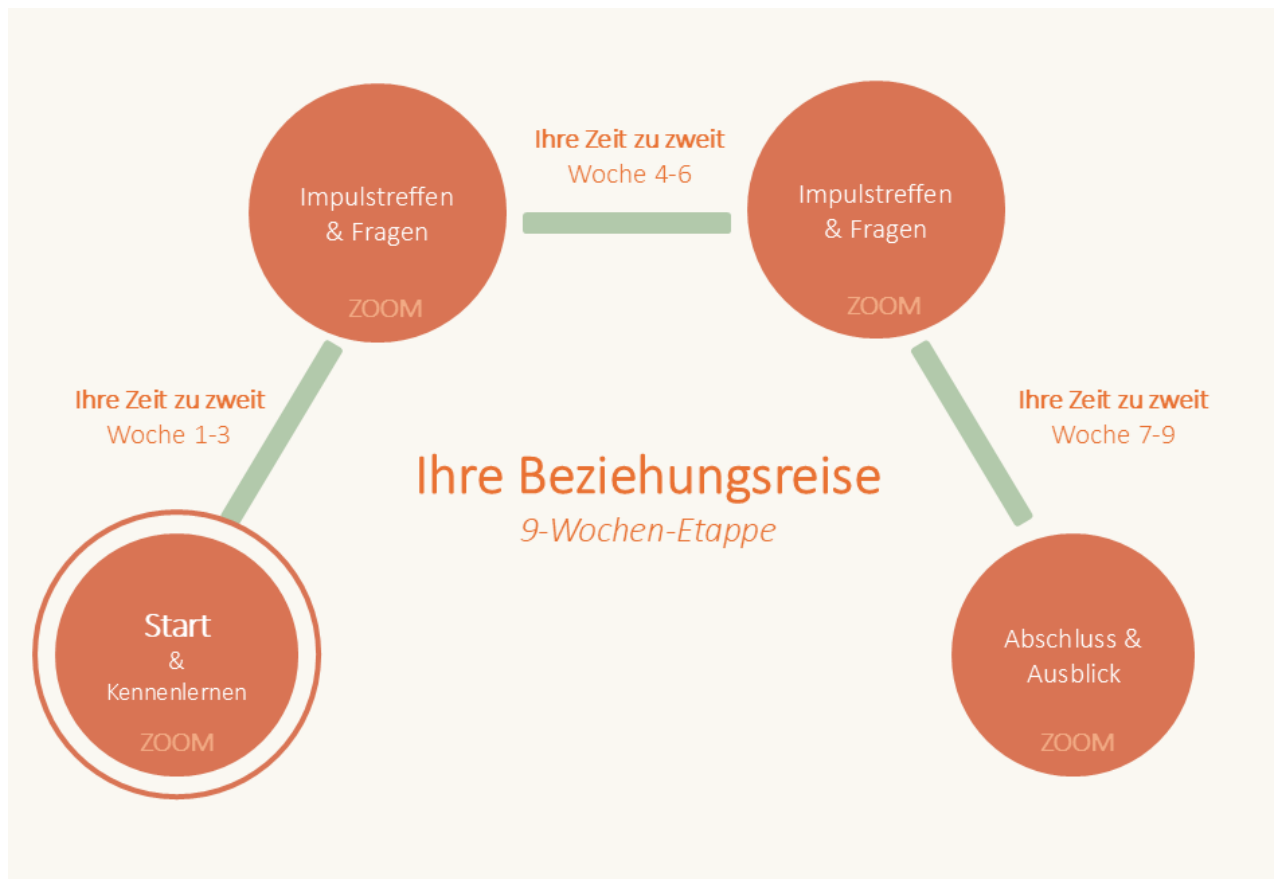 Ihre Zeit zu zweit
Woche 4-6
Impulstreffen
& Fragen
ZOOM
Impulstreffen
& Fragen
ZOOM
Ihre Zeit zu zweit
Woche 1-3
Ihre Zeit zu zweit
Woche 7-9
Ihre Beziehungsreise
9-Wochen-Etappe
Start
&
Kennenlernen
ZOOM
Abschluss &
Ausblick
ZOOM